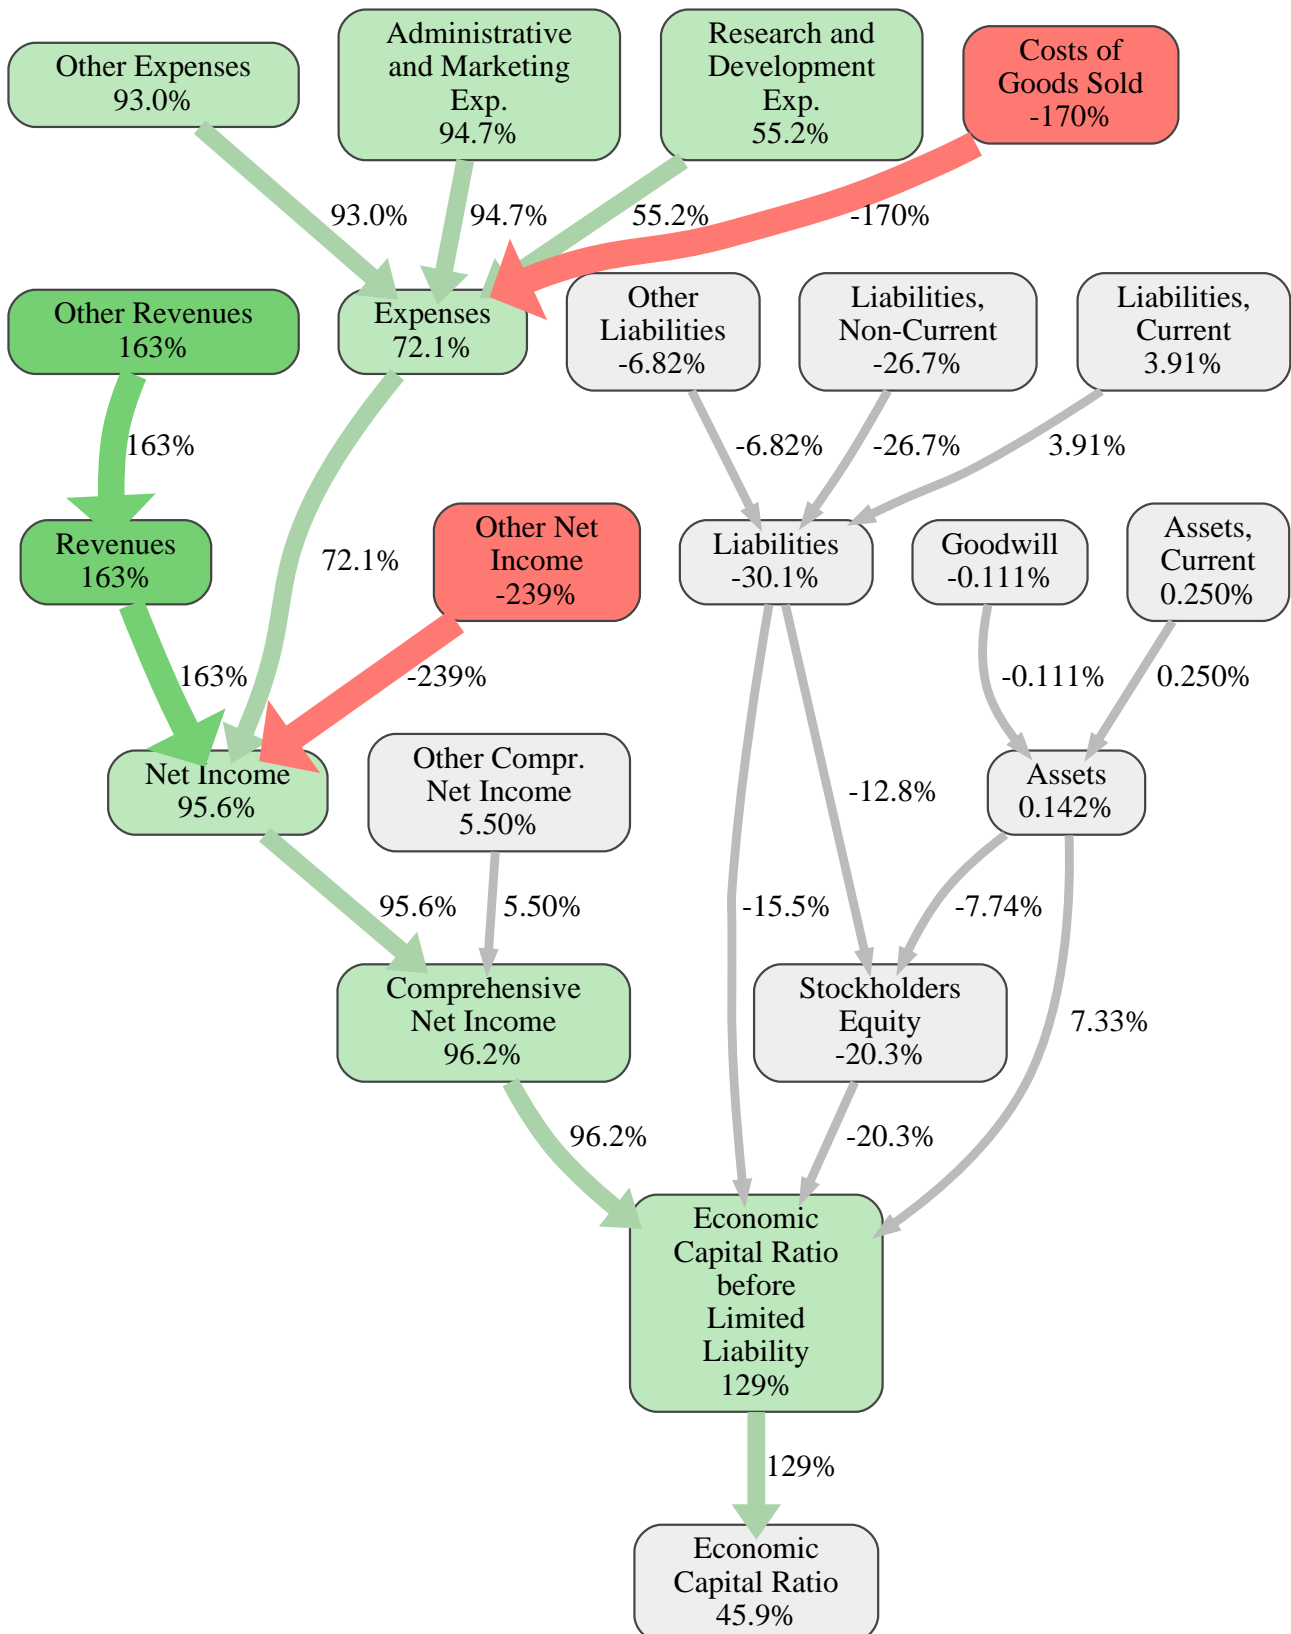 Other Expenses
93.0%
Administrative
and Marketing
Exp.
94.7%
Research and
Development
Exp.
55.2%
Costs of
Goods Sold
-170%
93.0%
94.7%
55.2%
-170%
Other Revenues
163%
Expenses
72.1%
Other
Liabilities
-6.82%
Liabilities,
Non-Current
-26.7%
Liabilities,
Current
3.91%
163%
-6.82%
-26.7%
3.91%
Revenues
163%
72.1%
Other Net
Income
-239%
Liabilities
-30.1%
Goodwill
-0.111%
Assets,
Current
0.250%
163%
-239%
-0.111%
0.250%
Net Income
95.6%
Other Compr.
Net Income
5.50%
-12.8%
Assets
0.142%
95.6%
5.50%
-15.5%
-7.74%
Comprehensive
Net Income
96.2%
Stockholders
Equity
-20.3%
7.33%
96.2%
-20.3%
Economic
Capital Ratio
before
Limited
Liability
129%
129%
Economic
Capital Ratio
45.9%